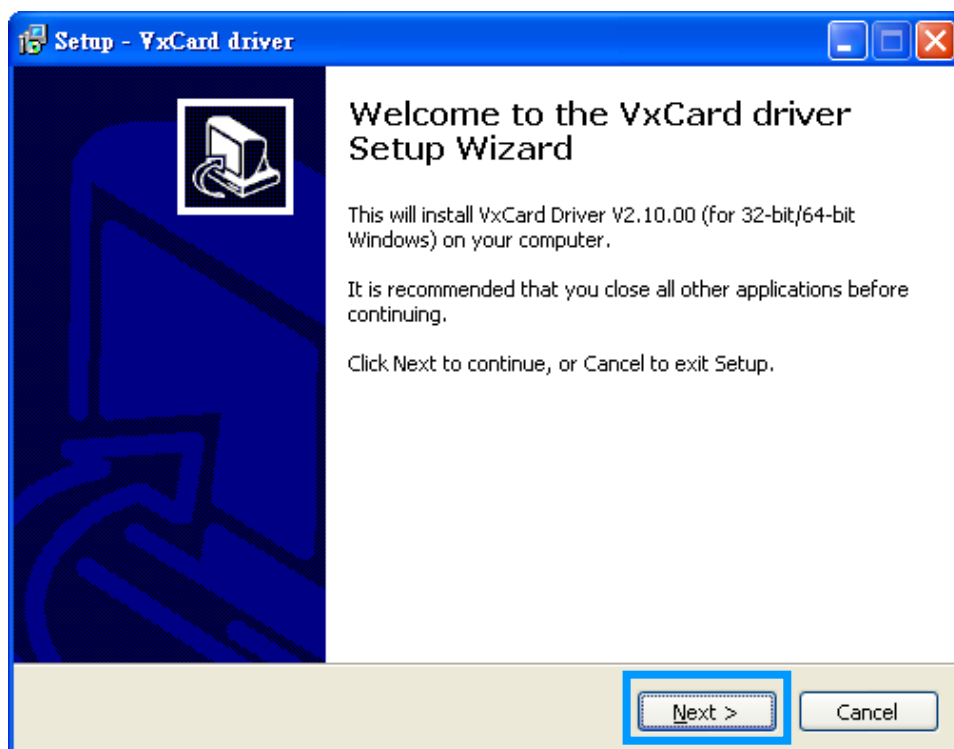 Setup - VxCard driver
Welcome to the VxCard driver
Setup Wizard
This will install VxCard Driver V2.10.00 (for 32-bit/64-bit
Windows) on your computer.
It is recommended that you close all other applications before
continuing.
Click Next to continue, or Cancel to exit Setup.
Next >
Cancel